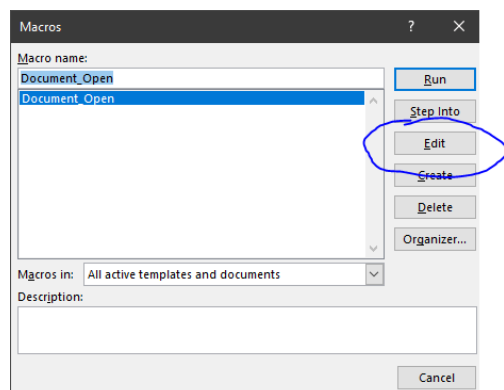 Macros ? ×
Macro name:
Document_Open
Run
Document_Open
Step Into
Edit
Create
Delete
Organizer...
Macros in: All active templates and documents
Description:
Cancel